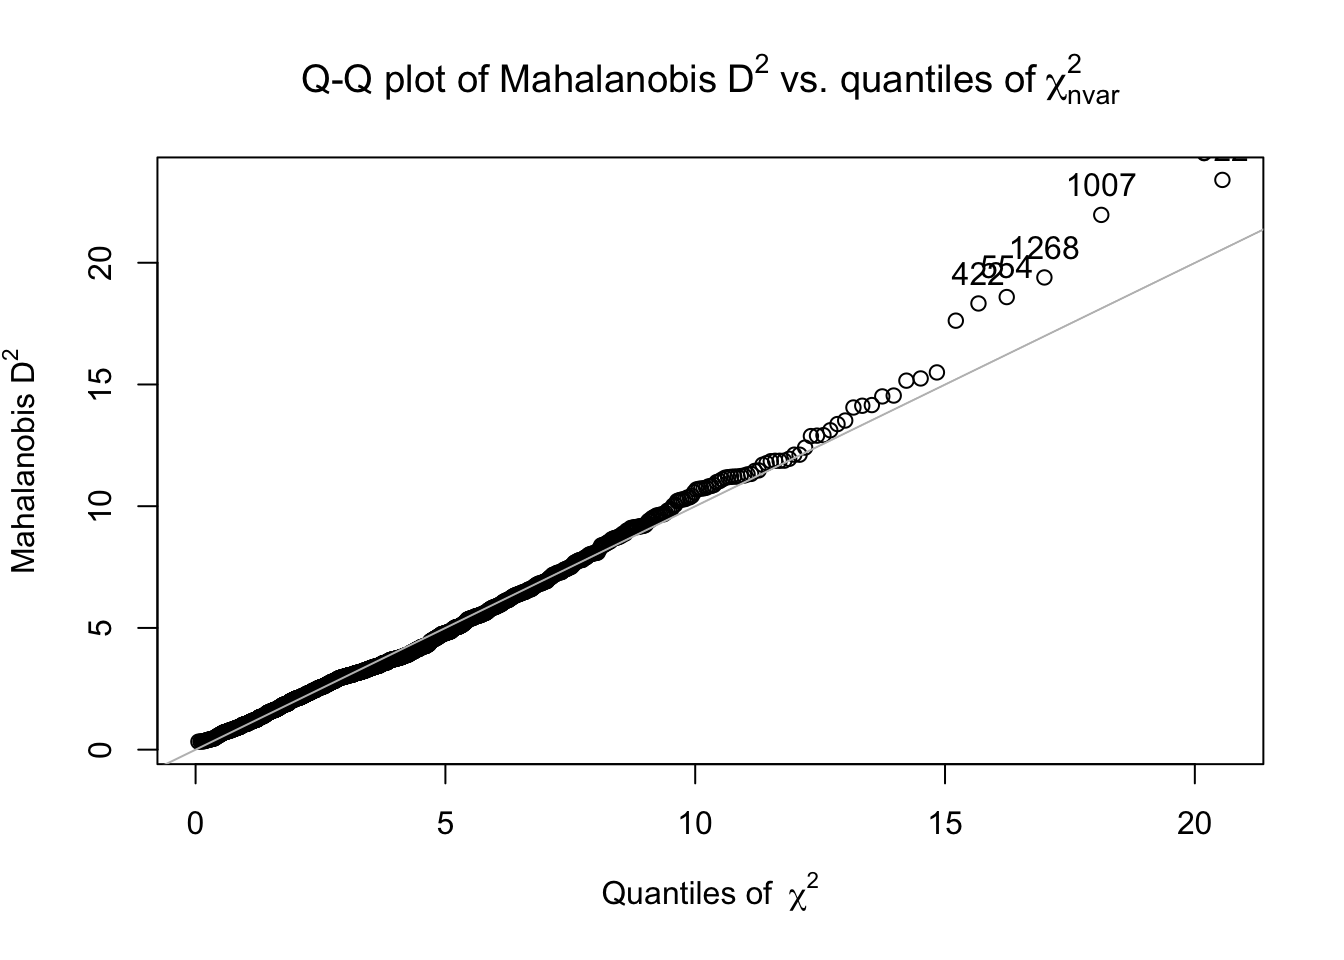 Q-Q plot of Mahalanobis D² vs. quantiles of χ²nvar
1007
1268
554
422
Mahalanobis D²
20
15
10
5
0
0 5 10 15 20
Quantiles of χ²